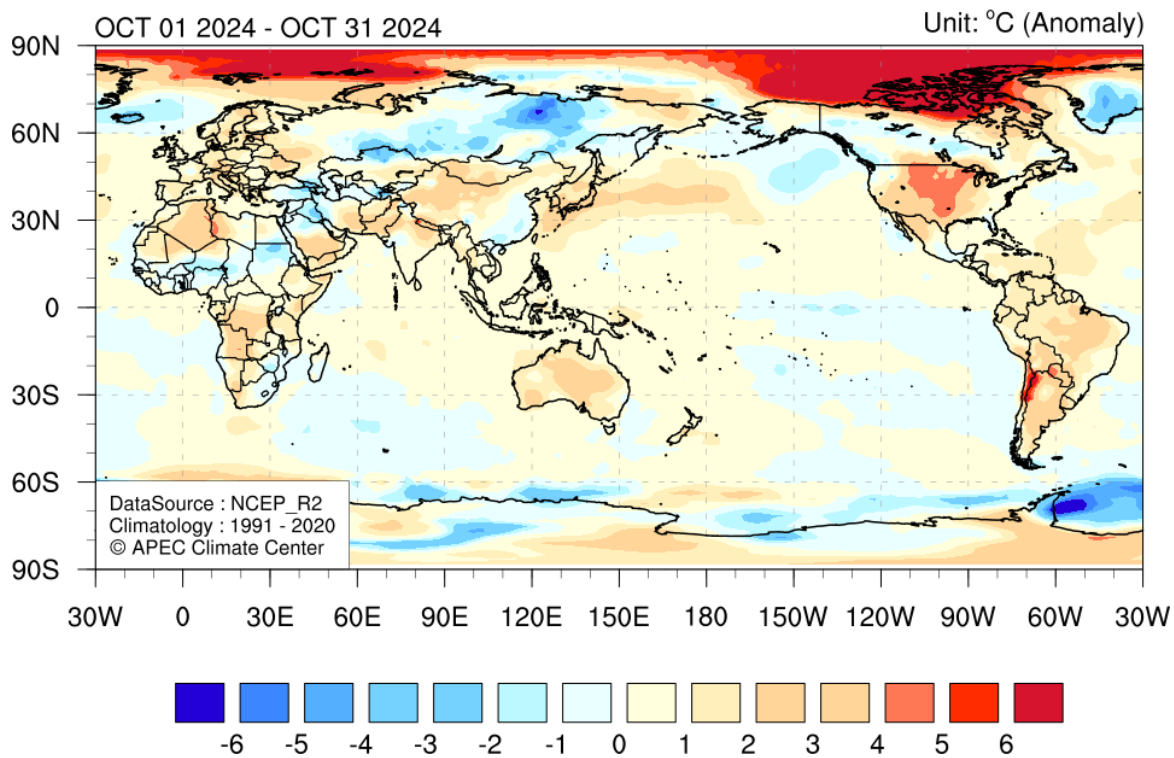 OCT 01 2024 - OCT 31 2024
Unit: °C (Anomaly)
90N
60N
30N
0
30S
60S
90S
DataSource : NCEP_R2
Climatology : 1991 - 2020
© APEC Climate Center
30W 0 30E 60E 90E 120E 150E 180 150W 120W 90W 60W 30W
-6 -5 -4 -3 -2 -1 0 1 2 3 4 5 6